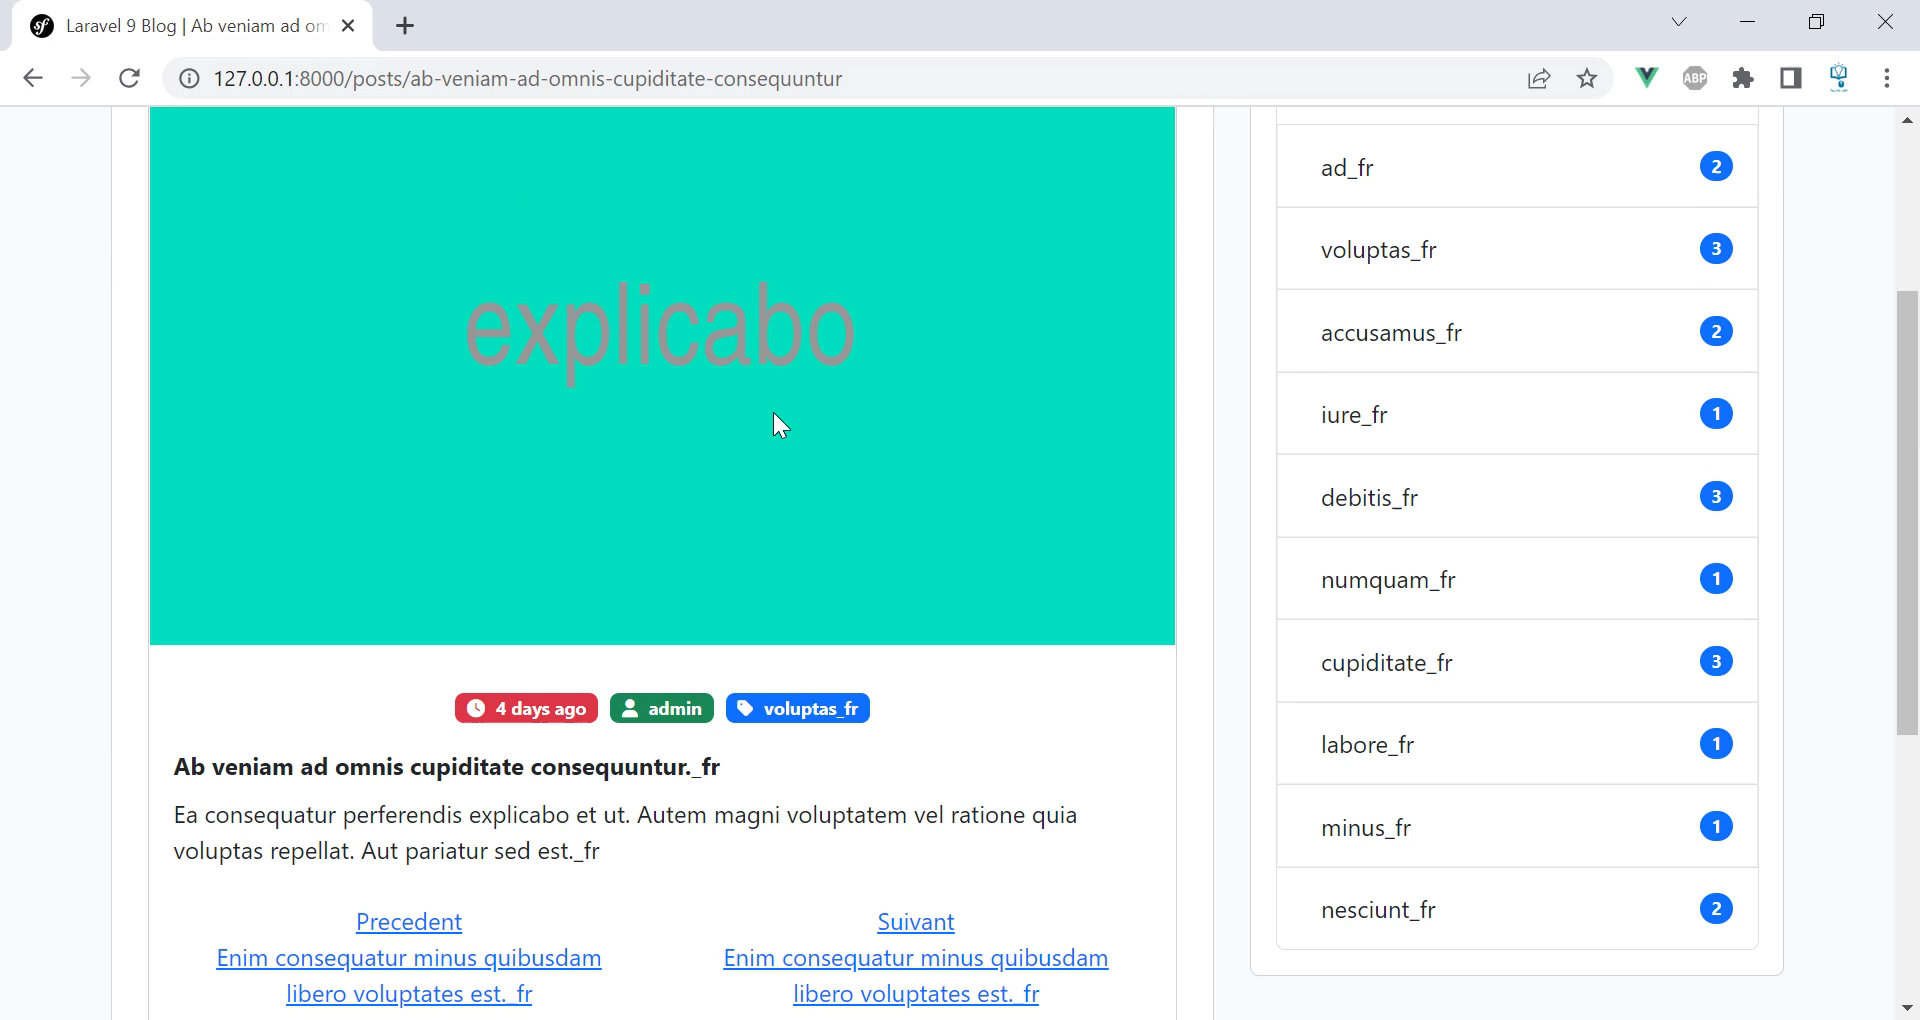 Laravel 9 Blog | Ab veniam ad om
127.0.0.1:8000/posts/ab-veniam-ad-omnis-cupiditate-consequuntur
ABP
explicabo
4 days ago
admin
voluptas_fr
Ab veniam ad omnis cupiditate consequuntur._fr
Ea consequatur perferendis explicabo et ut. Autem magni voluptatem vel ratione quia
voluptas repellat. Aut pariatur sed est._fr
Precedent
Enim consequatur minus quibusdam
libero voluptates est._fr
Suivant
Enim consequatur minus quibusdam
libero voluptates est._fr
ad_fr 2
voluptas_fr 3
accusamus_fr 2
iure_fr 1
debitis_fr 3
numquam_fr 1
cupiditate_fr 3
labore_fr 1
minus_fr 1
nesciunt_fr 2